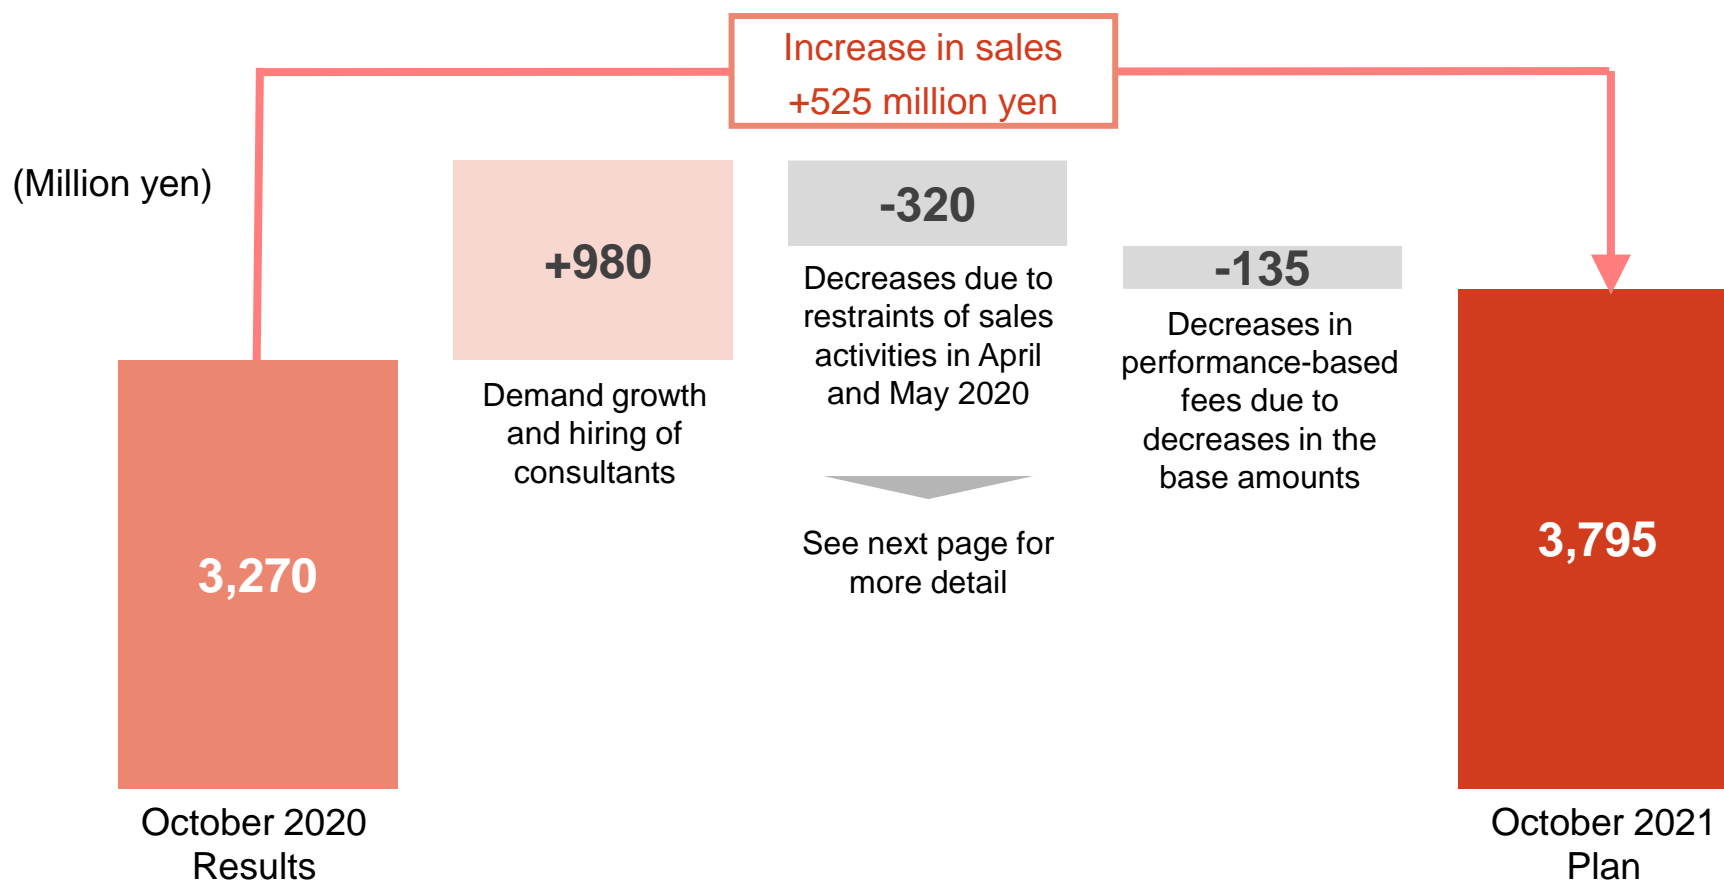 Increase in sales
+525 million yen
(Million yen)
+980
Demand growth
and hiring of
consultants
-320
Decreases due to
restraints of sales
activities in April
and May 2020
See next page for
more detail
-135
Decreases in
performance-based
fees due to
decreases in the
base amounts
3,270
October 2020
Results
3,795
October 2021
Plan